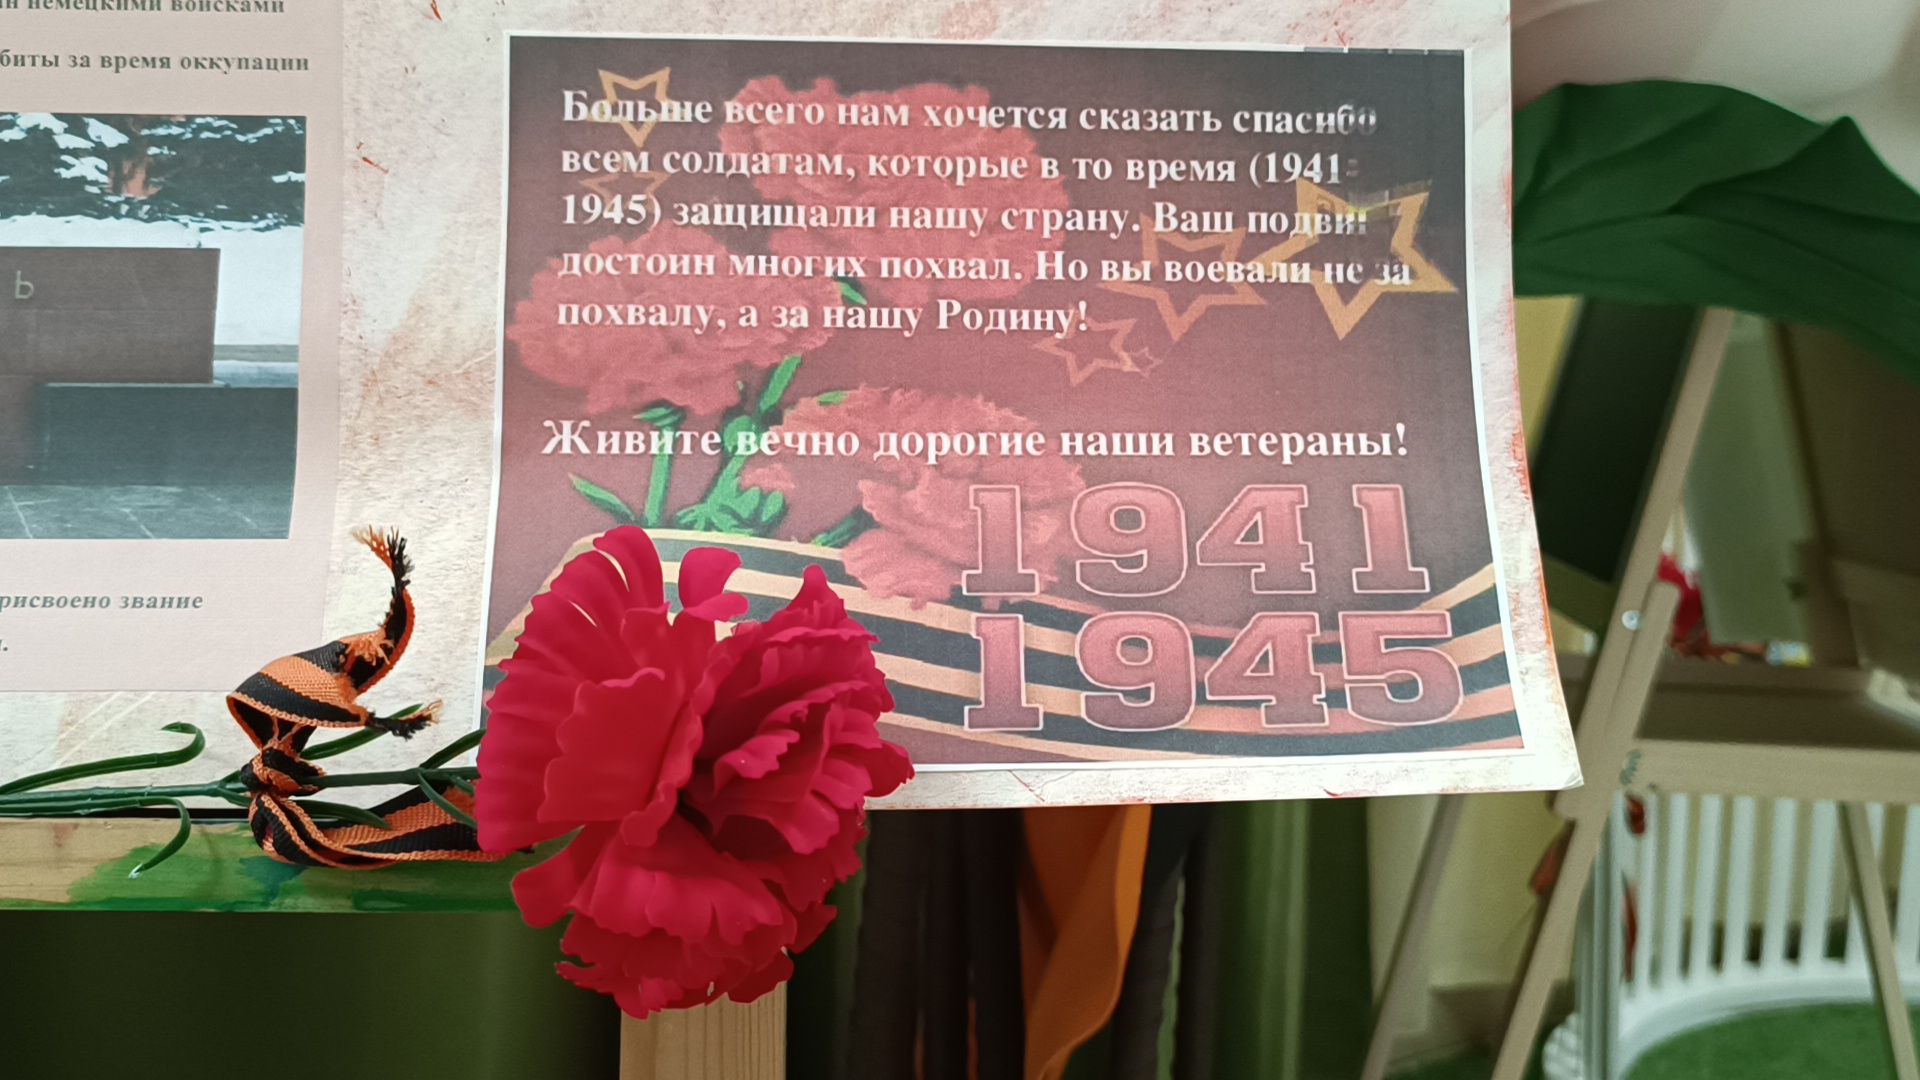 немецкими войсками
за время оккупации
Ь
звание
Больше всего нам хочется сказать спасибо
всем солдатам, которые в то время (1941-
1945) защищали нашу страну. Ваш подвиг
достоин многих похвал. Но вы воевали не за
похвалу, а за нашу Родину!
Живите вечно дорогие наши ветераны!
1941
1945